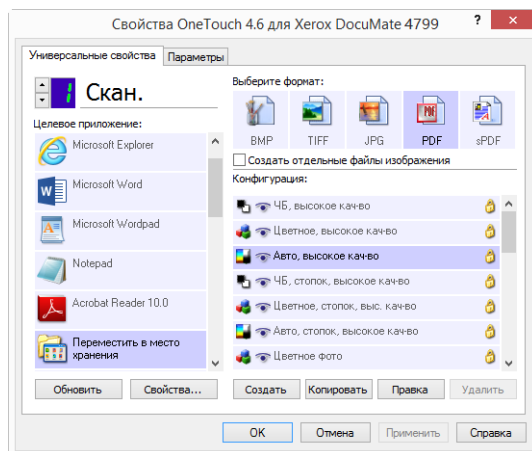 Свойства OneTouch 4.6 для Xerox DocuMate 4799
?
Универсальные свойства
Параметры
1 Скан.
Целевое приложение:
Microsoft Explorer
Microsoft Word
Microsoft Wordpad
Notepad
Acrobat Reader 10.0
Переместить в место
хранения
Обновить
Свойства...
Выберите формат:
BMP
TIFF
JPG
PDF
sPDF
Создать отдельные файлы изображения
Конфигурация:
ЧБ, высокое кач-во
Цветное, высокое кач-во
Авто, высокое кач-во
ЧБ, стопок, высокое кач-во
Цветное, стопок, выс. кач-во
Авто, стопок, высокое кач-во
Цветное фото
Создать
Копировать
Правка
Удалить
OK
Отмена
Применить
Справка